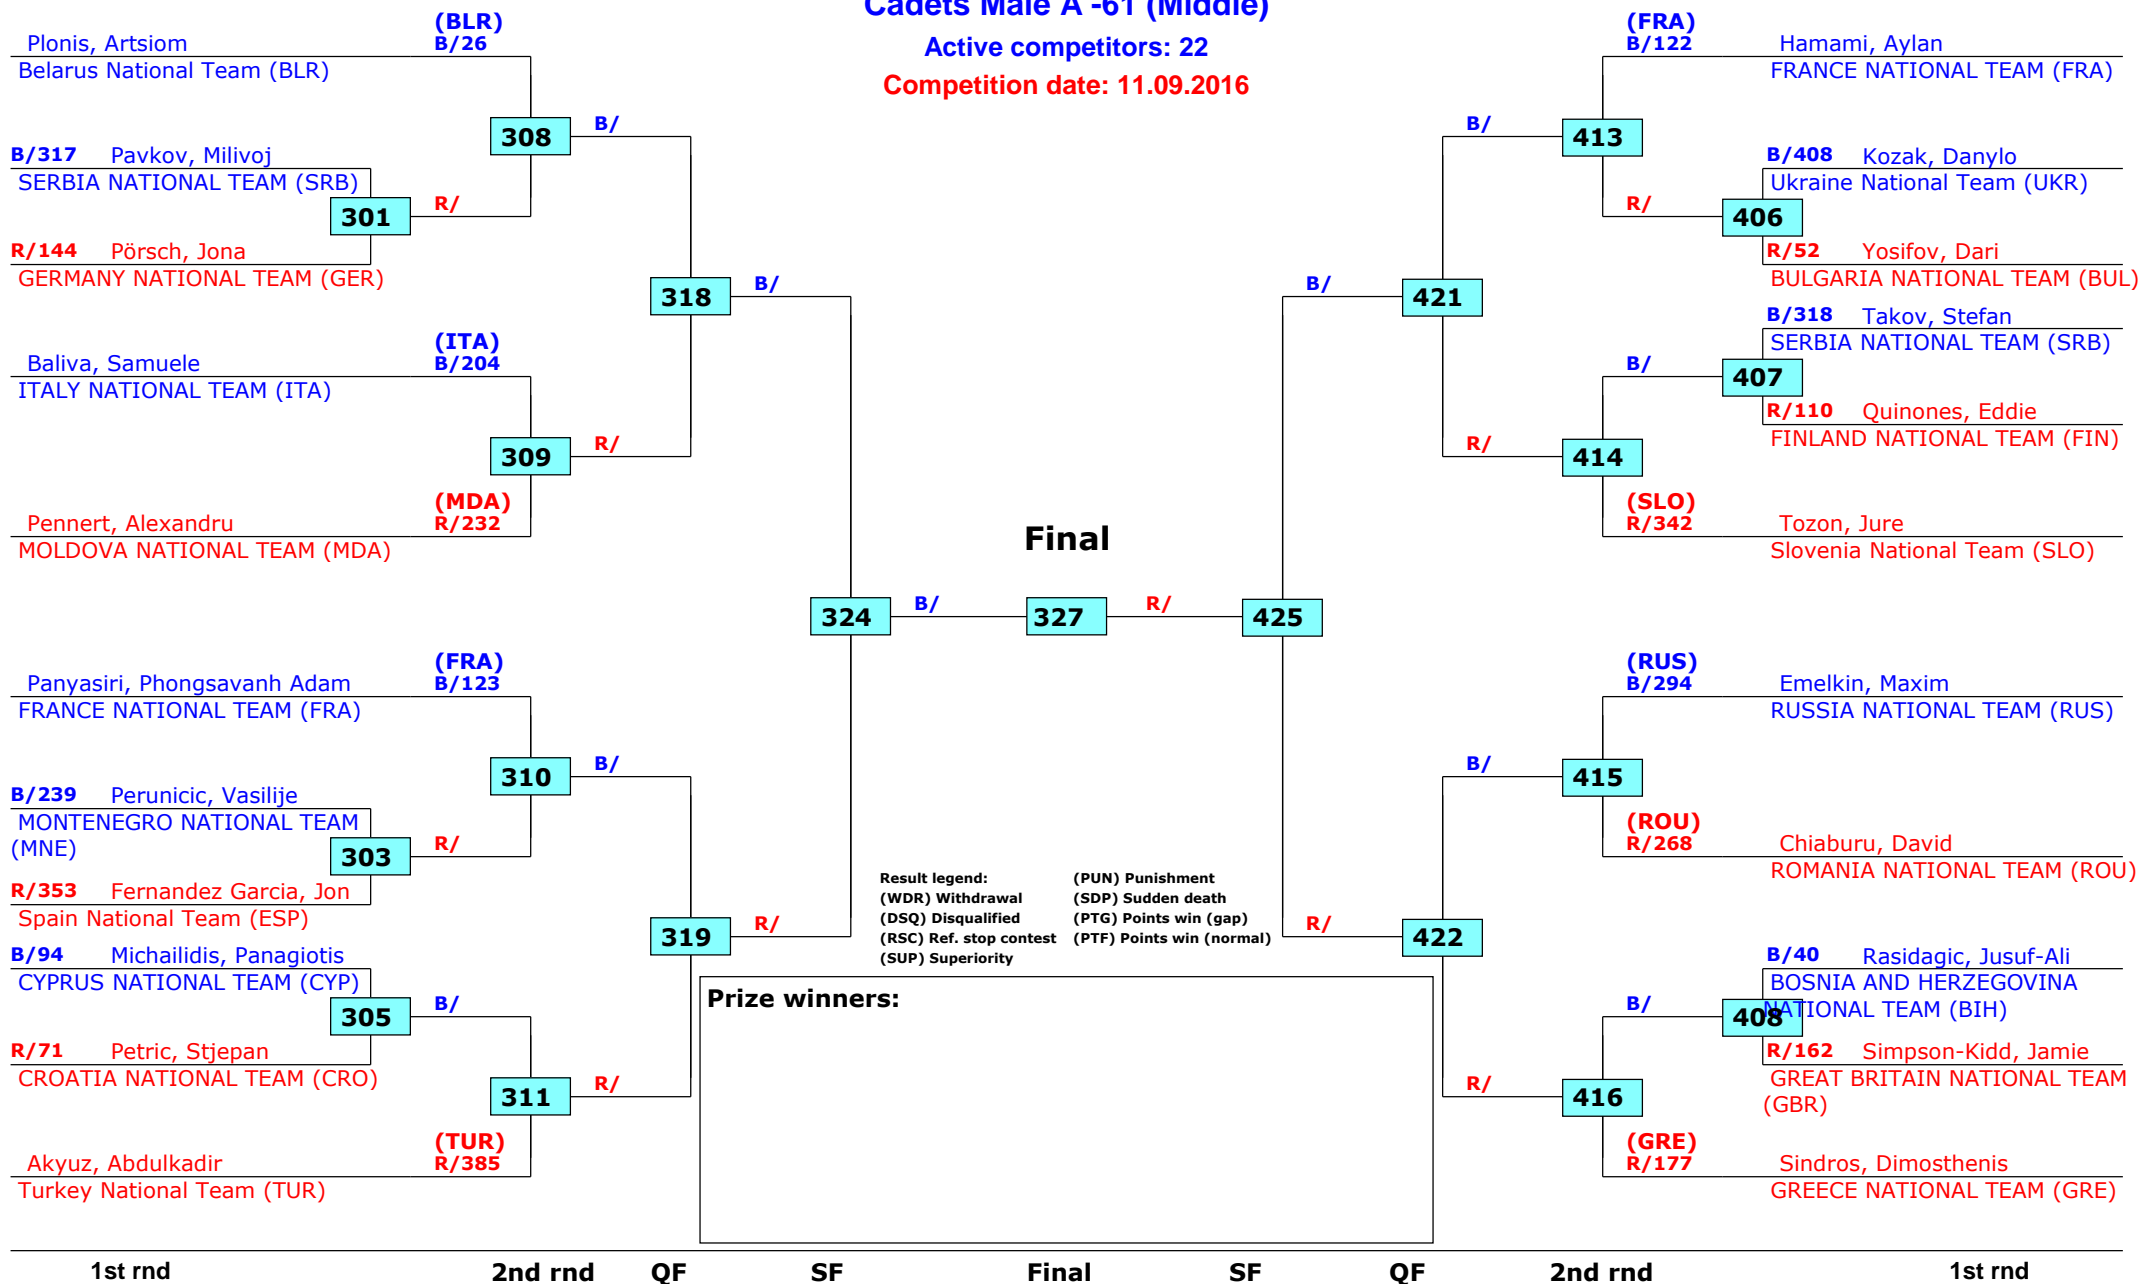 Cadets Male A -61 (Middle)
Active competitors: 22
Competition date: 11.09.2016
(BLR)
Plonis, Artsiom B/26
Belarus National Team (BLR)
308
B/
B/317 Pavkov, Milivoj
SERBIA NATIONAL TEAM (SRB)
301
R/
R/144 Pörsch, Jona
GERMANY NATIONAL TEAM (GER)
318
B/
(ITA)
Baliva, Samuele B/204
ITALY NATIONAL TEAM (ITA)
309
R/
(MDA)
Pennert, Alexandru R/232
MOLDOVA NATIONAL TEAM (MDA)
324
B/
(FRA)
Panyasiri, Phongsavanh Adam B/123
FRANCE NATIONAL TEAM (FRA)
310
B/
B/239 Perunicic, Vasilije
MONTENEGRO NATIONAL TEAM
(MNE)
303
R/
R/353 Fernandez Garcia, Jon
Spain National Team (ESP)
319
R/
B/94 Michailidis, Panagiotis
CYPRUS NATIONAL TEAM (CYP)
305
B/
R/71 Petric, Stjepan
CROATIA NATIONAL TEAM (CRO)
311
R/
(TUR)
Akyuz, Abdulkadir R/385
Turkey National Team (TUR)
Final
327
R/
425
(FRA)
B/122 Hamami, Aylan
FRANCE NATIONAL TEAM (FRA)
B/
413
B/408 Kozak, Danylo
Ukraine National Team (UKR)
R/
406
R/52 Yosifov, Dari
BULGARIA NATIONAL TEAM (BUL)
B/
421
B/318 Takov, Stefan
SERBIA NATIONAL TEAM (SRB)
B/
407
R/110 Quinones, Eddie
FINLAND NATIONAL TEAM (FIN)
R/
414
(SLO)
R/342 Tozon, Jure
Slovenia National Team (SLO)
(RUS)
B/294 Emelkin, Maxim
RUSSIA NATIONAL TEAM (RUS)
B/
415
(ROU)
R/268 Chiaburu, David
ROMANIA NATIONAL TEAM (ROU)
R/
422
B/40 Rasidagic, Jusuf-Ali
BOSNIA AND HERZEGOVINA
NATIONAL TEAM (BIH)
B/
408
R/162 Simpson-Kidd, Jamie
GREAT BRITAIN NATIONAL TEAM
(GBR)
R/
416
(GRE)
R/177 Sindros, Dimosthenis
GREECE NATIONAL TEAM (GRE)
Result legend: (PUN) Punishment
(WDR) Withdrawal (SDP) Sudden death
(DSQ) Disqualified (PTG) Points win (gap)
(RSC) Ref. stop contest (PTF) Points win (normal)
(SUP) Superiority
Prize winners:
1st rnd 2nd rnd QF SF Final SF QF 2nd rnd 1st rnd